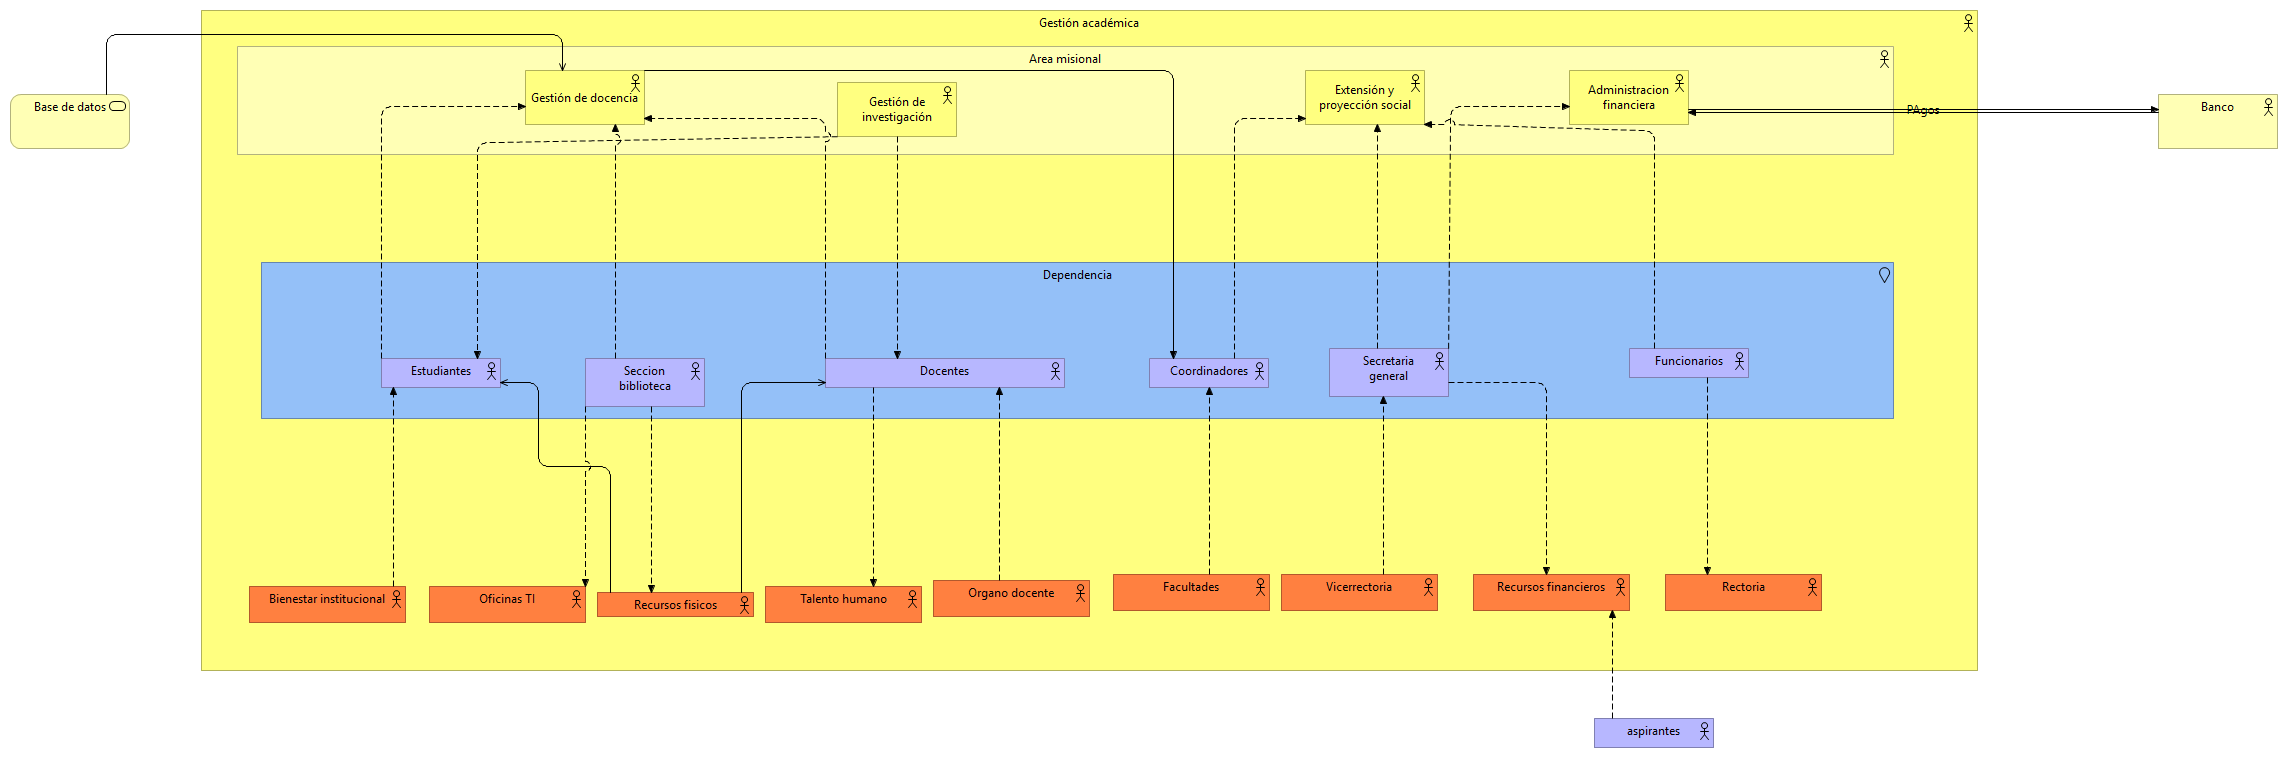 Gestión académica
Area misional
Base de datos
Gestión de docencia
Gestión de
investigación
Extensión y
proyección social
Administracion
financiera
PAgos
Banco
Dependencia
Estudiantes
Seccion
biblioteca
Docentes
Coordinadores
Secretaria
general
Funcionarios
Bienestar institucional
Oficinas TI
Recursos fisicos
Talento humano
Organo docente
Facultades
Vicerrectoria
Recursos financieros
Rectoria
aspirantes